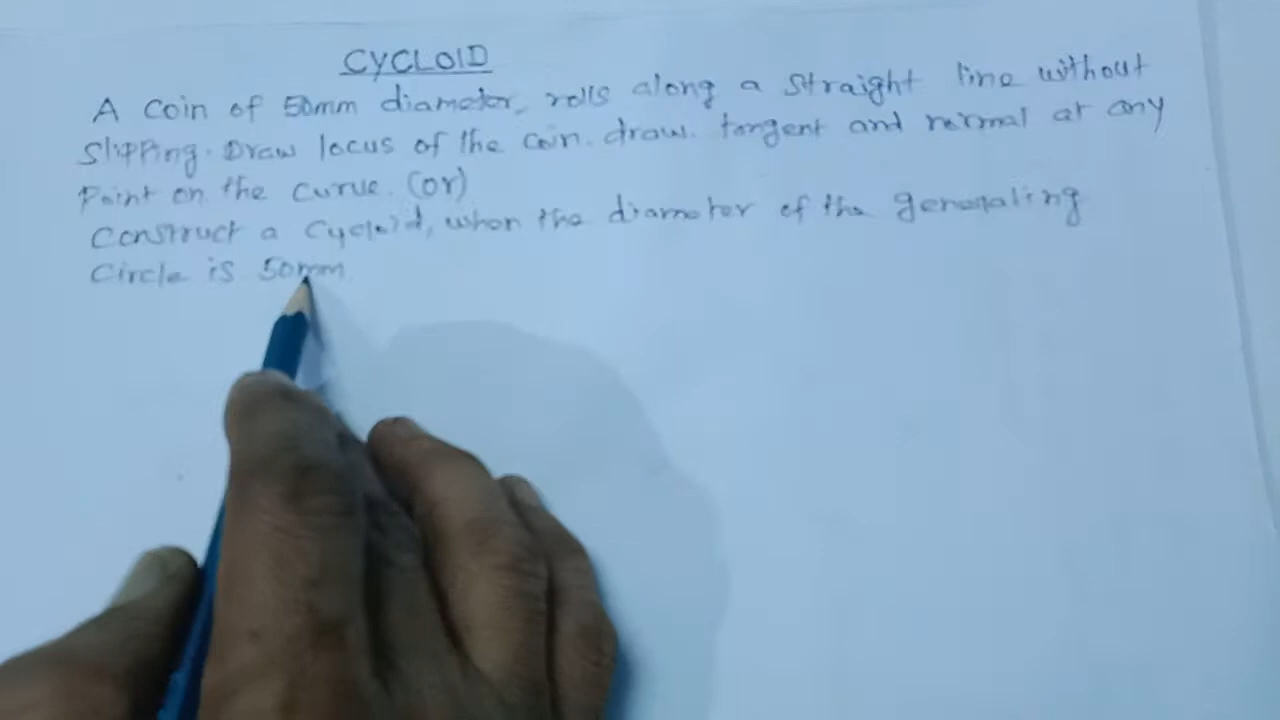 CYCLOID
A Coin of 50mm diameter, rolls along a straight line without
slipping. Draw locus of the coin. draw. tangent and normal at any
Point on the curve. (or)
Construct a Cycloid, when the diameter of the generaling
Circle is 50mm.